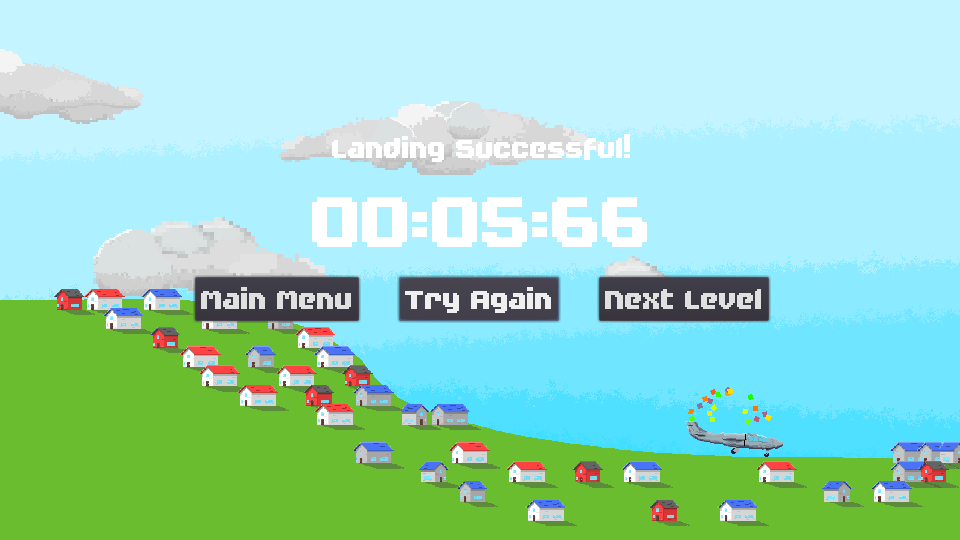 Landing Successful!
00:05:66
Main Menu
Try Again
Next Level